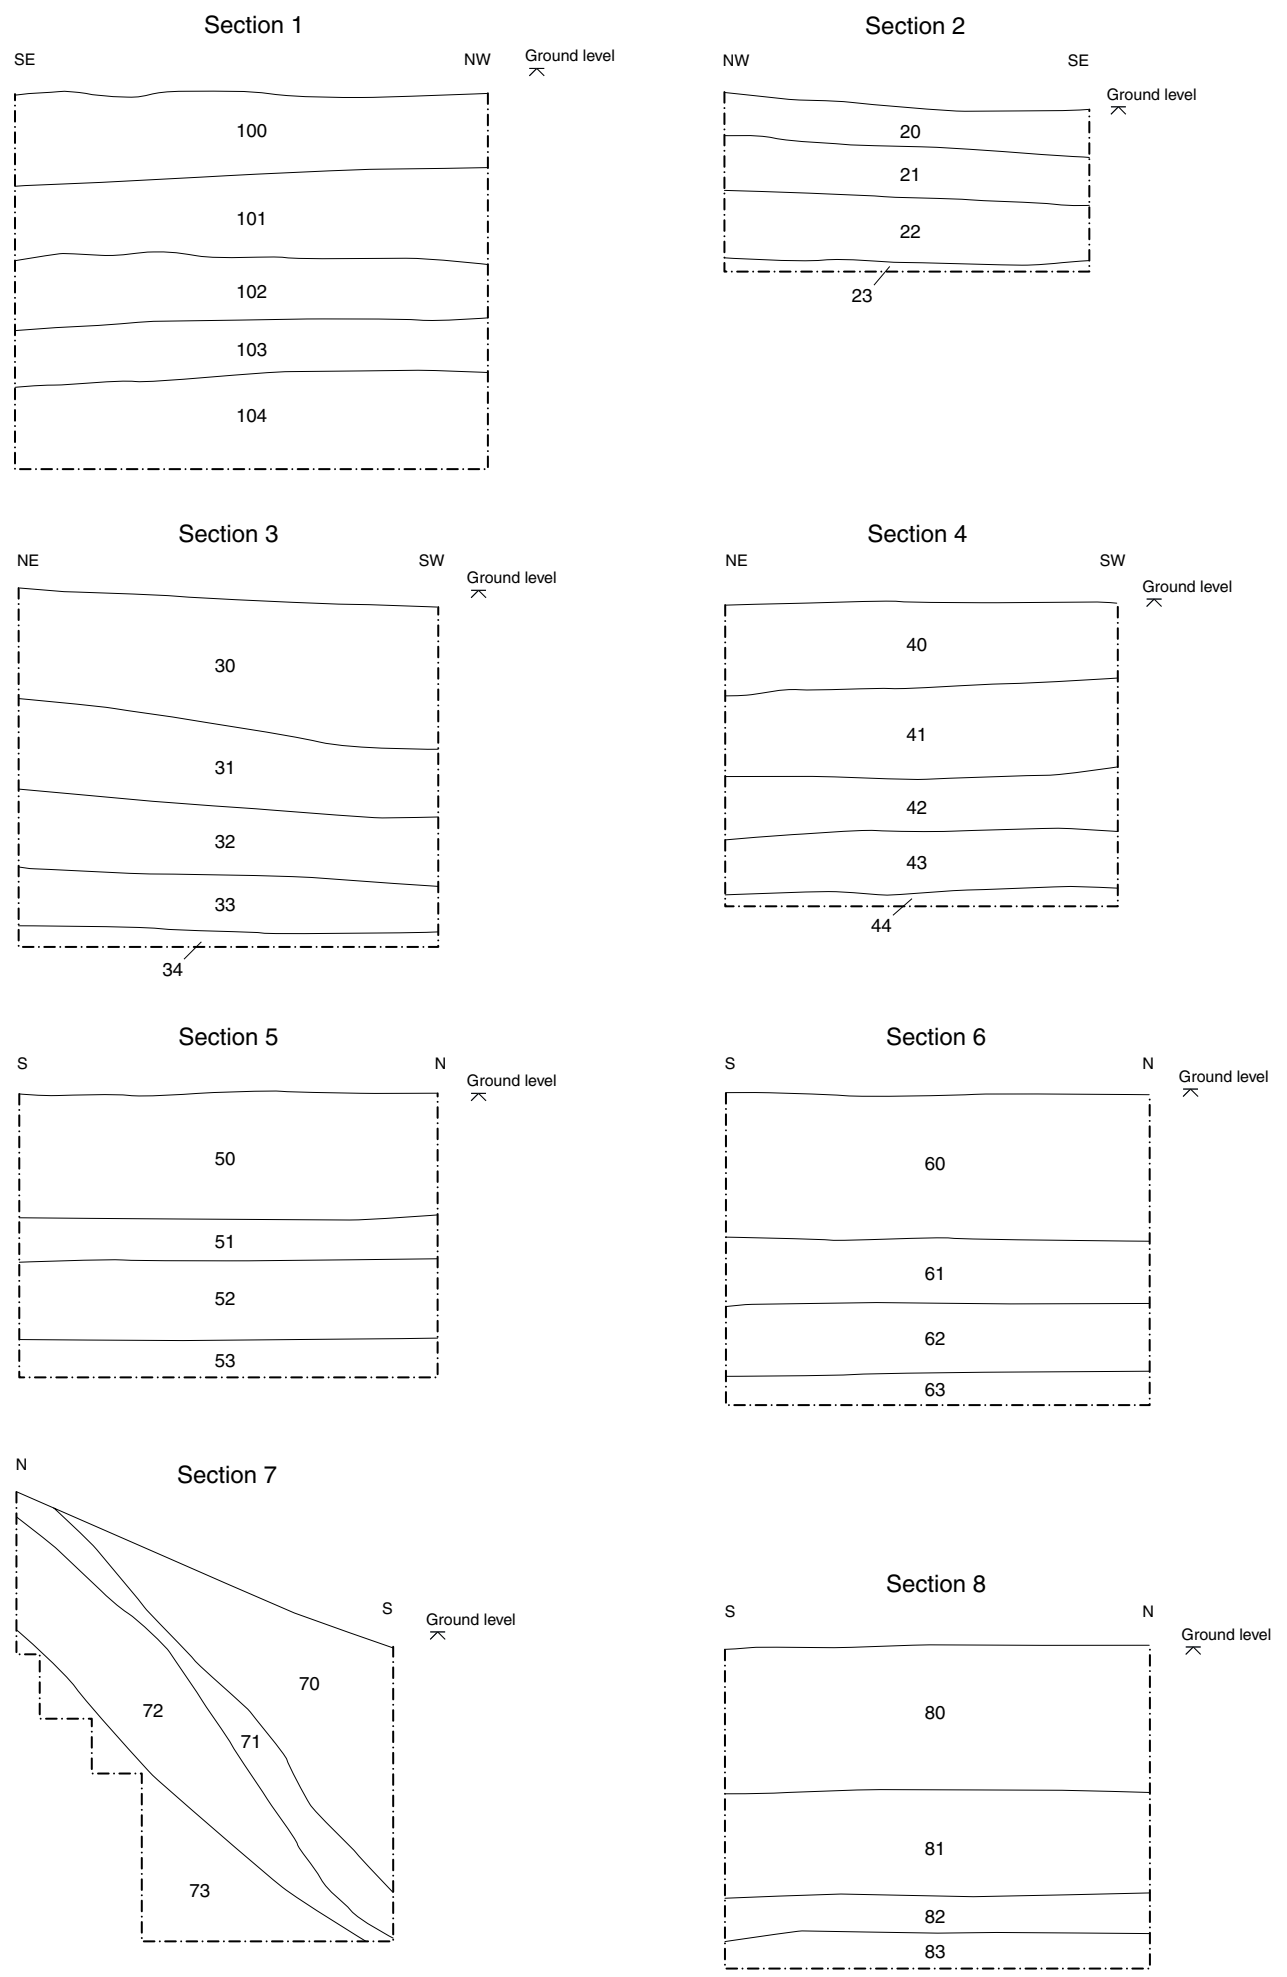 Section 1
SE
NW
Ground level
100
101
102
103
104
Section 2
NW
SE
Ground level
20
21
22
23
Section 3
NE
SW
Ground level
30
31
32
33
34
Section 4
NE
SW
Ground level
40
41
42
43
44
Section 5
S
N
Ground level
50
51
52
53
Section 6
S
N
Ground level
60
61
62
63
N
Section 7
S
Ground level
70
72
71
73
Section 8
S
N
Ground level
80
81
82
83